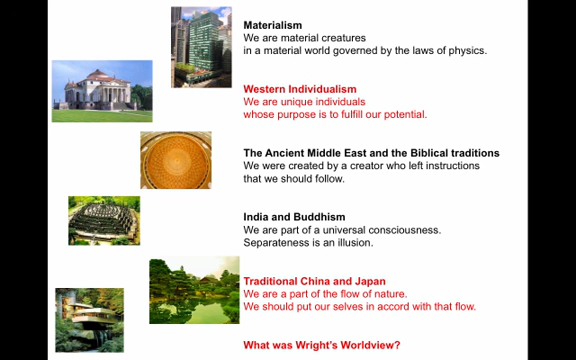 Materialism
We are material creatures
in a material world governed by the laws of physics.
Western Individualism
We are unique individuals
whose purpose is to fulfill our potential.
The Ancient Middle East and the Biblical traditions
We were created by a creator who left instructions
that we should follow.
India and Buddhism
We are part of a universal consciousness.
Separateness is an illusion.
Traditional China and Japan
We are a part of the flow of nature.
We should put our selves in accord with that flow.
What was Wright's Worldview?